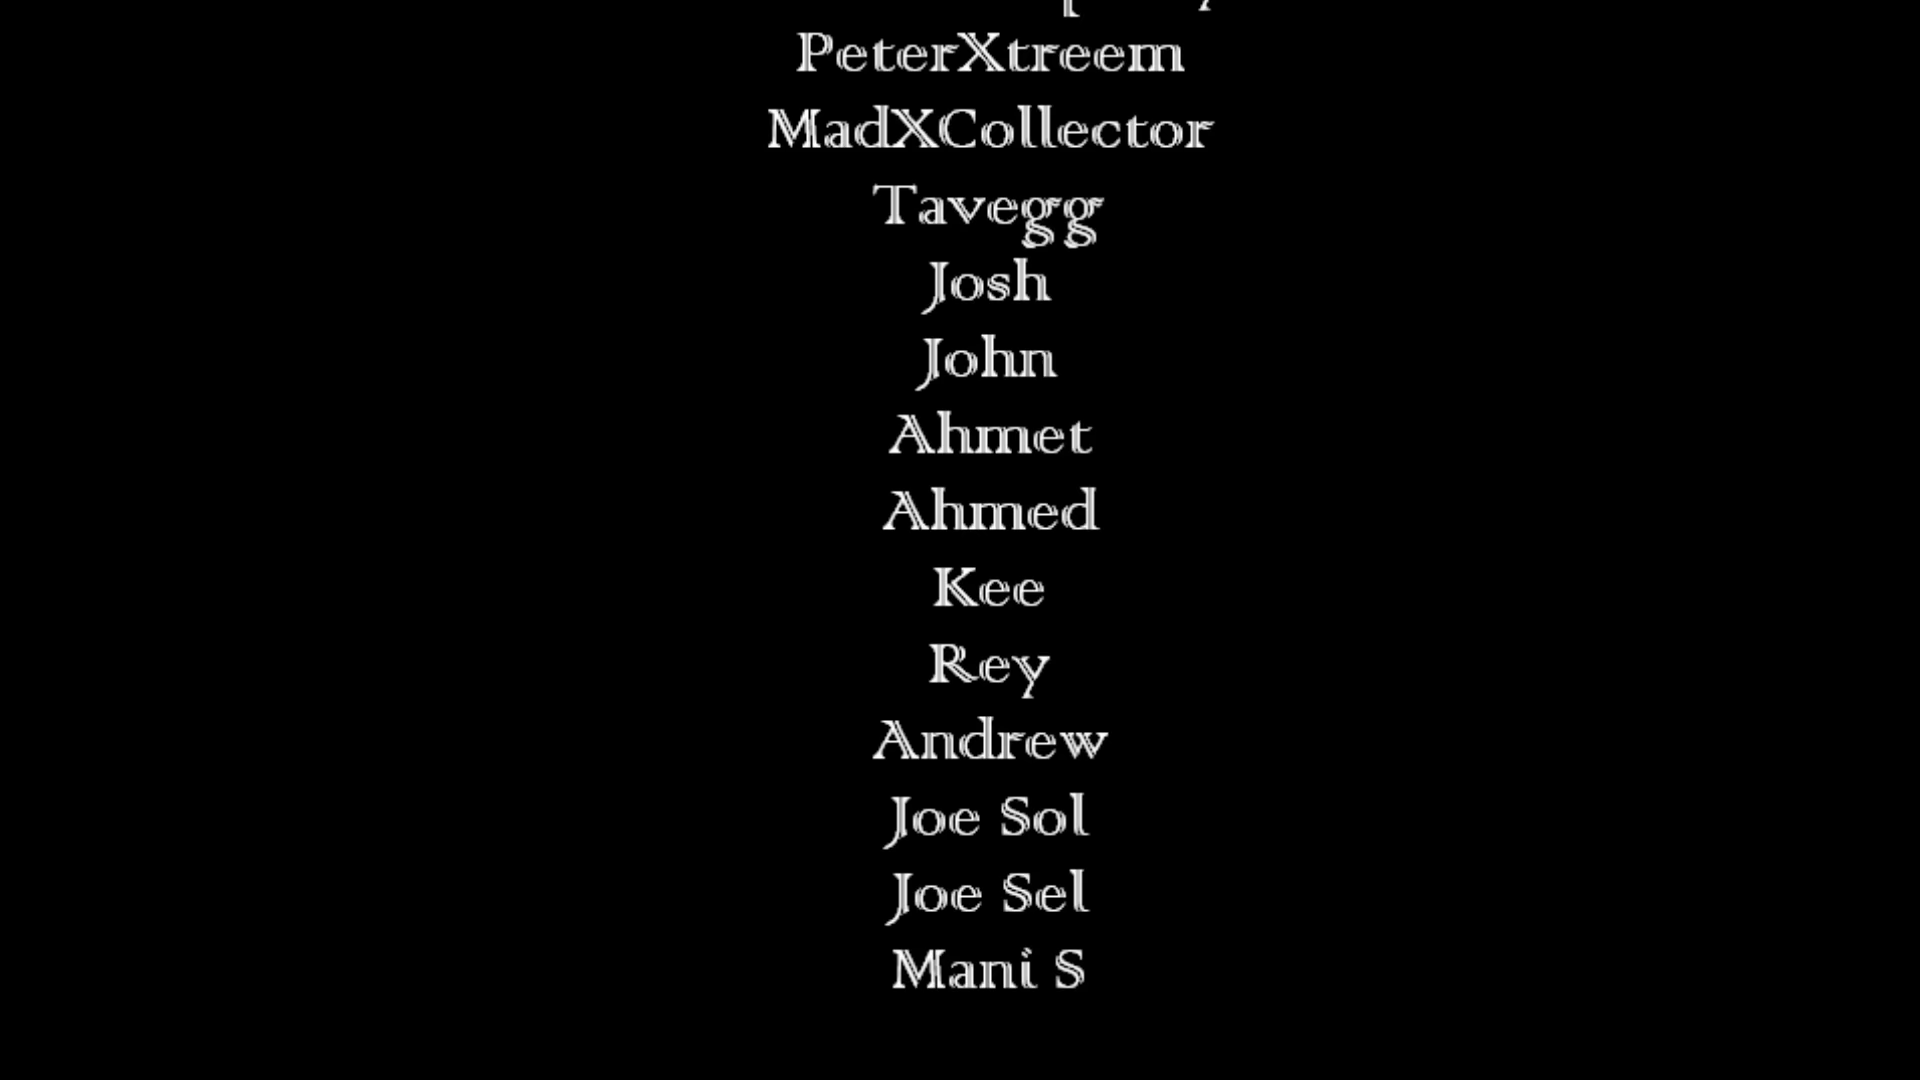 PeterXtreem
MadXCollector
Tavegg
Josh
John
Ahmet
Ahmed
Kee
Rey
Andrew
Joe Sol
Joe Sel
Mani S